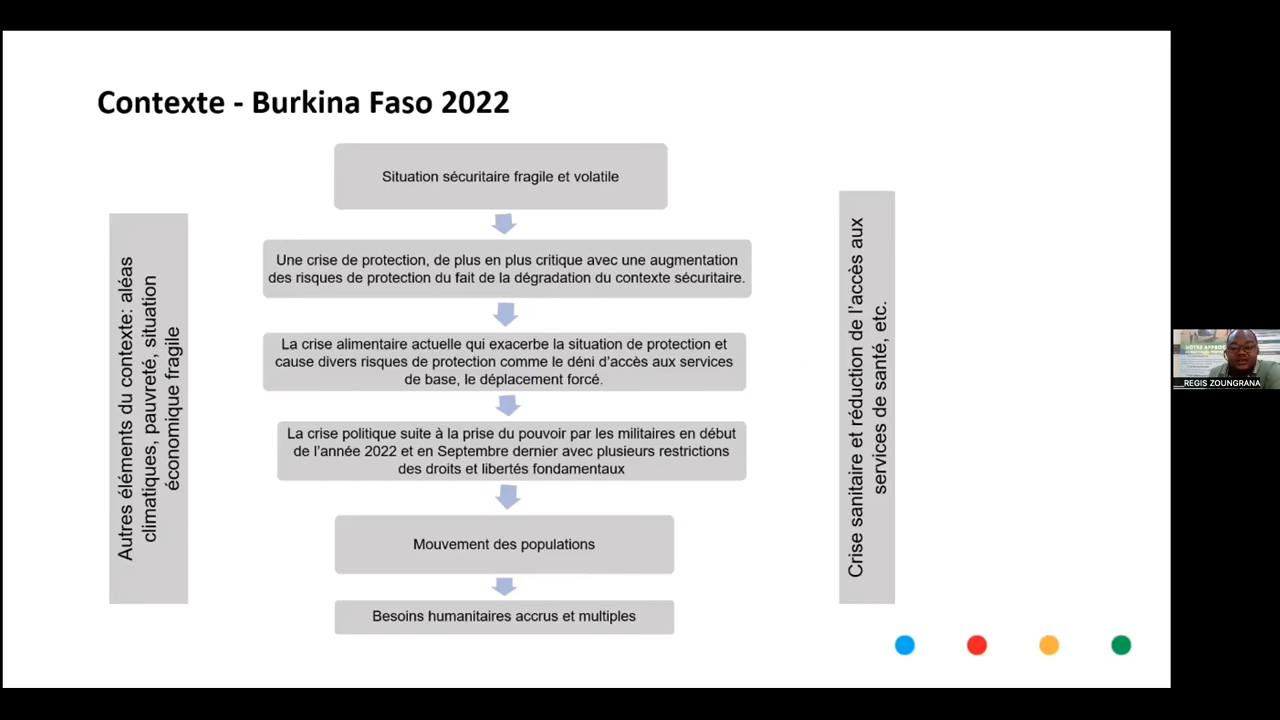 Contexte - Burkina Faso 2022
Situation sécuritaire fragile et volatile
Une crise de protection, de plus en plus critique avec une augmentation
des risques de protection du fait de la dégradation du contexte sécuritaire.
La crise alimentaire actuelle qui exacerbe la situation de protection et
cause divers risques de protection comme le déni d'accès aux services
de base, le déplacement forcé.
La crise politique suite à la prise du pouvoir par les militaires en début
de l'année 2022 et en Septembre dernier avec plusieurs restrictions
des droits et libertés fondamentaux
Mouvement des populations
Besoins humanitaires accrus et multiples
Autres éléments du contexte: aléas
climatiques, pauvreté, situation
économique fragile
Crise sanitaire et réduction de l'accès aux
services de santé, etc.
REGIS ZOUNGRANA